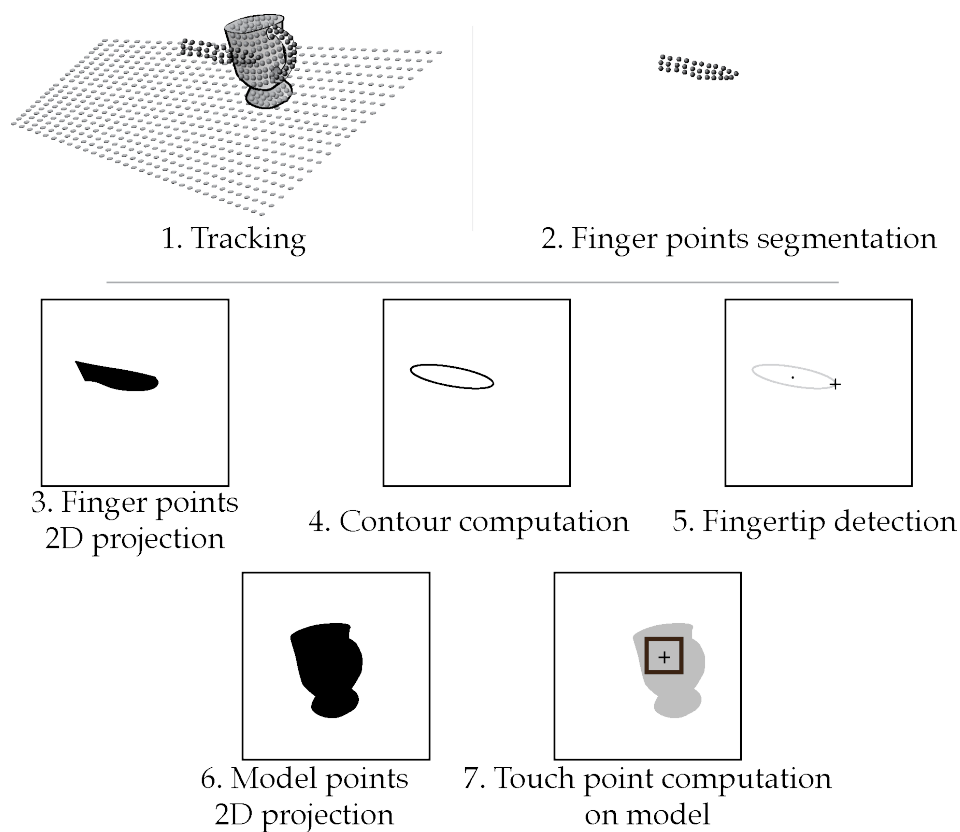 1. Tracking
2. Finger points segmentation
3. Finger points
2D projection
4. Contour computation
5. Fingertip detection
6. Model points
2D projection
7. Touch point computation
on model